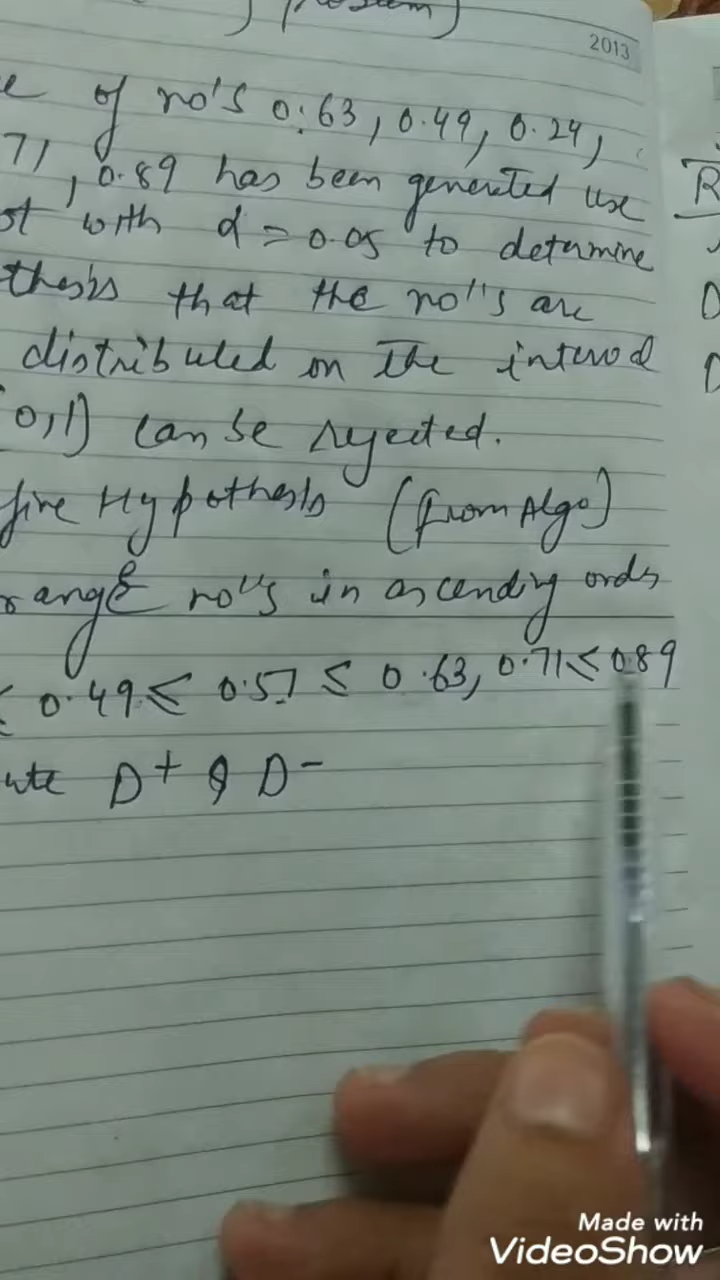 2013
of no's 0.63, 0.49, 0.24,
71, 0.89 has been generated use
st with α = 0.05 to determine
thesis that the no''s are
distributed on the interval
[0,1) can be rejected.
fine Hypothesis (from Algo)
range no''s in ascending order
≤ 0.49 ≤ 0.57 ≤ 0.63, 0.71 ≤ 0.89
ute D+ & D-
R
D
D
Made with
VideoShow